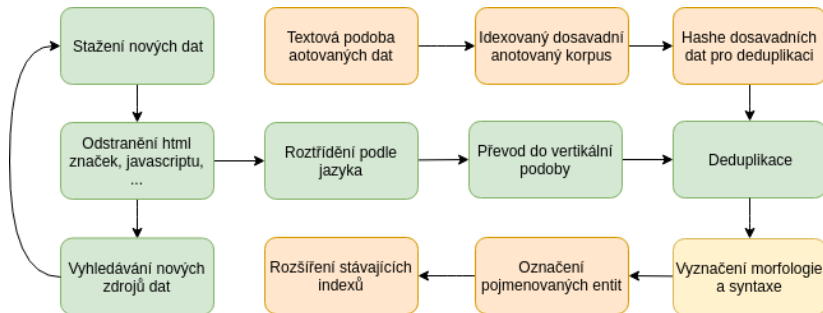 Stažení nových dat
Textová podoba
aotovaných dat
Idexovaný dosavadní
anotovaný korpus
Hashe dosavadních
dat pro deduplikaci
Odstranění html
značek, javascriptu,
...
Roztřídění podle
jazyka
Převod do vertikální
podoby
Deduplikace
Vyhledávání nových
zdrojů dat
Rozšíření stávajících
indexů
Označení
pojmenovaných entit
Vyznačení morfologie
a syntaxe